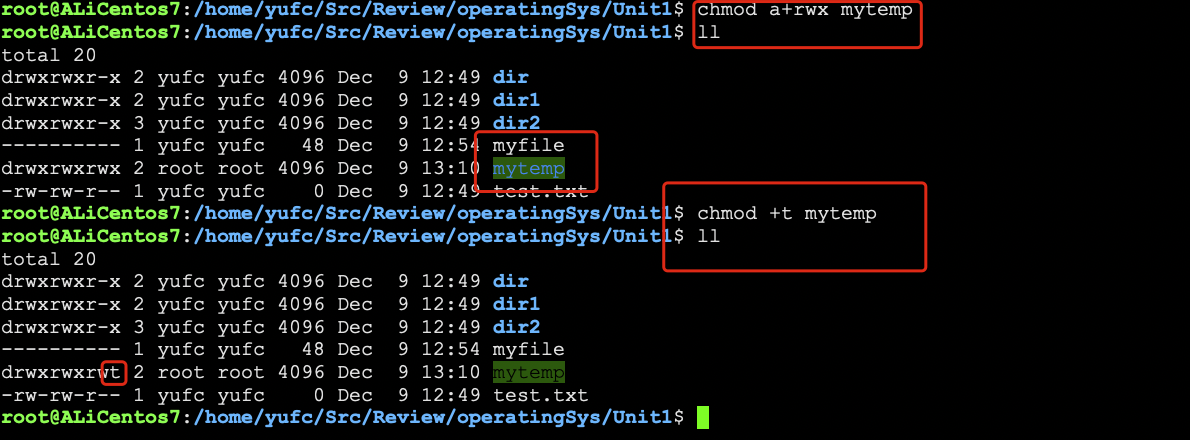 root@ALiCentos7:/home/yufc/Src/Review/operatingSys/Unit1$ chmod a+rwx mytemp
root@ALiCentos7:/home/yufc/Src/Review/operatingSys/Unit1$ ll
total 20
drwxrwxr-x 2 yufc yufc 4096 Dec  9 12:49 dir
drwxrwxr-x 2 yufc yufc 4096 Dec  9 12:49 dir1
drwxrwxr-x 3 yufc yufc 4096 Dec  9 12:49 dir2
---------- 1 yufc yufc   48 Dec  9 12:54 myfile
drwxrwxrwx 2 root root 4096 Dec  9 13:10 mytemp
-rw-rw-r-- 1 yufc yufc    0 Dec  9 12:49 test.txt
root@ALiCentos7:/home/yufc/Src/Review/operatingSys/Unit1$ chmod +t mytemp
root@ALiCentos7:/home/yufc/Src/Review/operatingSys/Unit1$ ll
total 20
drwxrwxr-x 2 yufc yufc 4096 Dec  9 12:49 dir
drwxrwxr-x 2 yufc yufc 4096 Dec  9 12:49 dir1
drwxrwxr-x 3 yufc yufc 4096 Dec  9 12:49 dir2
---------- 1 yufc yufc   48 Dec  9 12:54 myfile
drwxrwxrwt 2 root root 4096 Dec  9 13:10 mytemp
-rw-rw-r-- 1 yufc yufc    0 Dec  9 12:49 test.txt
root@ALiCentos7:/home/yufc/Src/Review/operatingSys/Unit1$